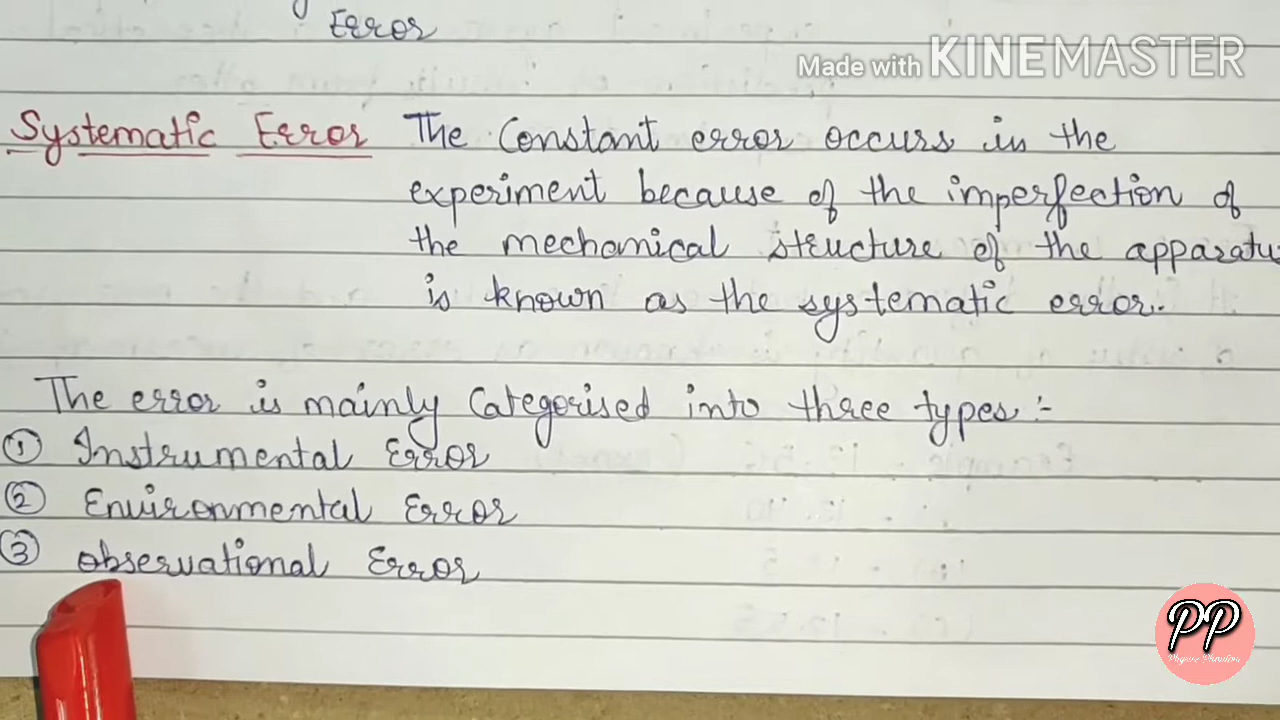 Error
Made with KINEMASTER
Systematic Error The Constant error occurs in the
experiment because of the imperfection of
the mechanical structure of the apparatu
is known as the systematic error.
The error is mainly Categorised into three types :-
① Instrumental Error
② Environmental Error
③ Observational Error
PP